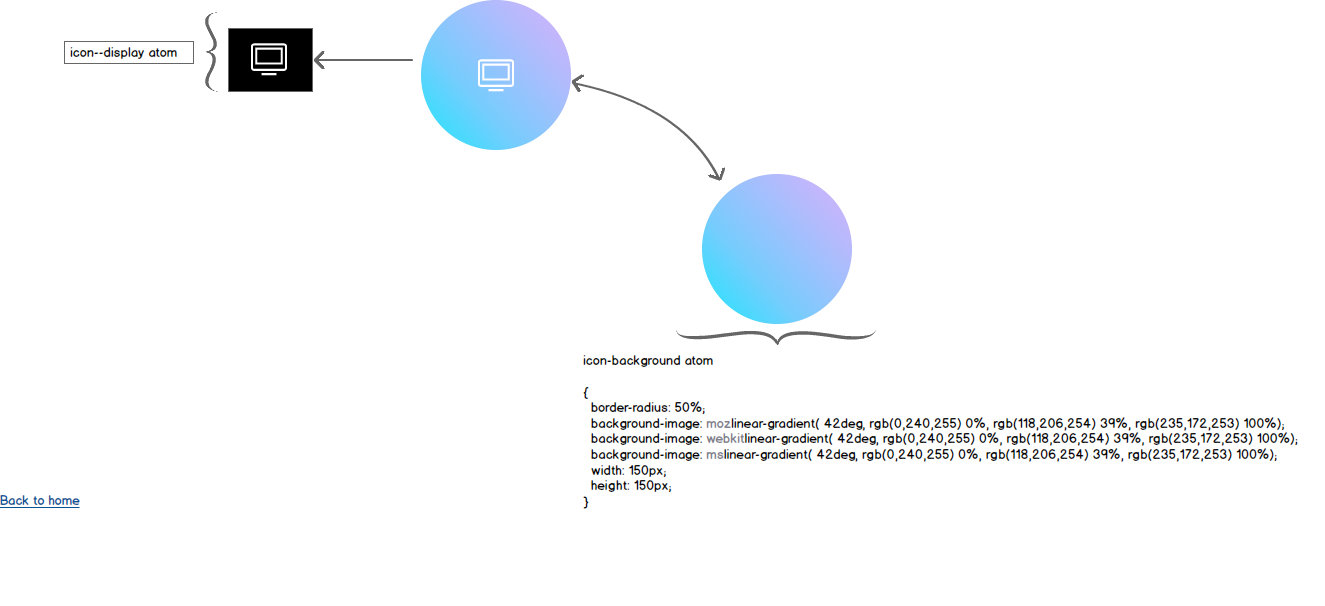 icon--display atom
icon-background atom
{
border-radius: 50%;
background-image: mozlinear-gradient( 42deg, rgb(0,240,255) 0%, rgb(118,206,254) 39%, rgb(235,172,253) 100%);
background-image: webkitlinear-gradient( 42deg, rgb(0,240,255) 0%, rgb(118,206,254) 39%, rgb(235,172,253) 100%);
background-image: mslinear-gradient( 42deg, rgb(0,240,255) 0%, rgb(118,206,254) 39%, rgb(235,172,253) 100%);
width: 150px;
height: 150px;
}
Back to home